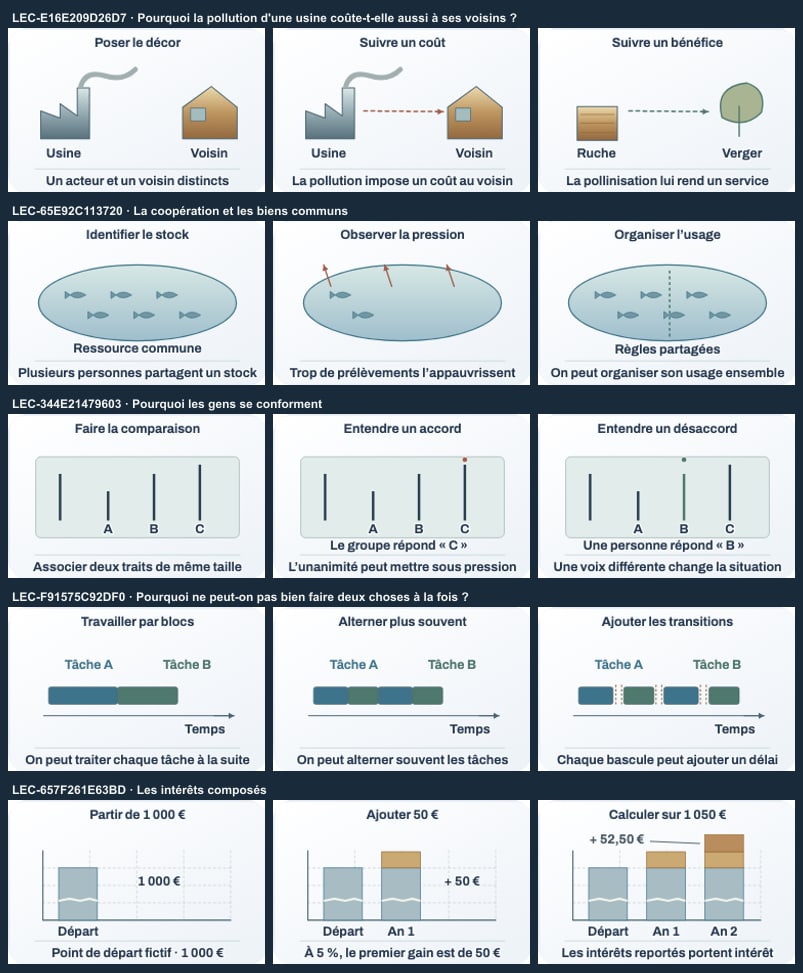 LEC-E16E209D26D7 · Pourquoi la pollution d'une usine coûte-t-elle aussi à ses voisins ?
Poser le décor
Usine
Voisin
Un acteur et un voisin distincts
Suivre un coût
Usine
Voisin
La pollution impose un coût au voisin
Suivre un bénéfice
Ruche
Verger
La pollinisation lui rend un service
LEC-65E92C113720 · La coopération et les biens communs
Identifier le stock
Ressource commune
Plusieurs personnes partagent un stock
Observer la pression
Trop de prélèvements l’appauvrissent
Organiser l’usage
Règles partagées
On peut organiser son usage ensemble
LEC-344E21479603 · Pourquoi les gens se conforment
Faire la comparaison
A B C
Associer deux traits de même taille
Entendre un accord
A B C
Le groupe répond « C »
L’unanimité peut mettre sous pression
Entendre un désaccord
A B C
Une personne répond « B »
Une voix différente change la situation
LEC-F91575C92DF0 · Pourquoi ne peut-on pas bien faire deux choses à la fois ?
Travailler par blocs
Tâche A Tâche B
Temps
On peut traiter chaque tâche à la suite
Alterner plus souvent
Tâche A Tâche B
Temps
On peut alterner souvent les tâches
Ajouter les transitions
Tâche A Tâche B
Temps
Chaque bascule peut ajouter un délai
LEC-657F261E63BD · Les intérêts composés
Partir de 1 000 €
1 000 €
Départ
Point de départ fictif · 1 000 €
Ajouter 50 €
+ 50 €
Départ An 1
À 5 %, le premier gain est de 50 €
Calculer sur 1 050 €
+ 52,50 €
Départ An 1 An 2
Les intérêts reportés portent intérêt